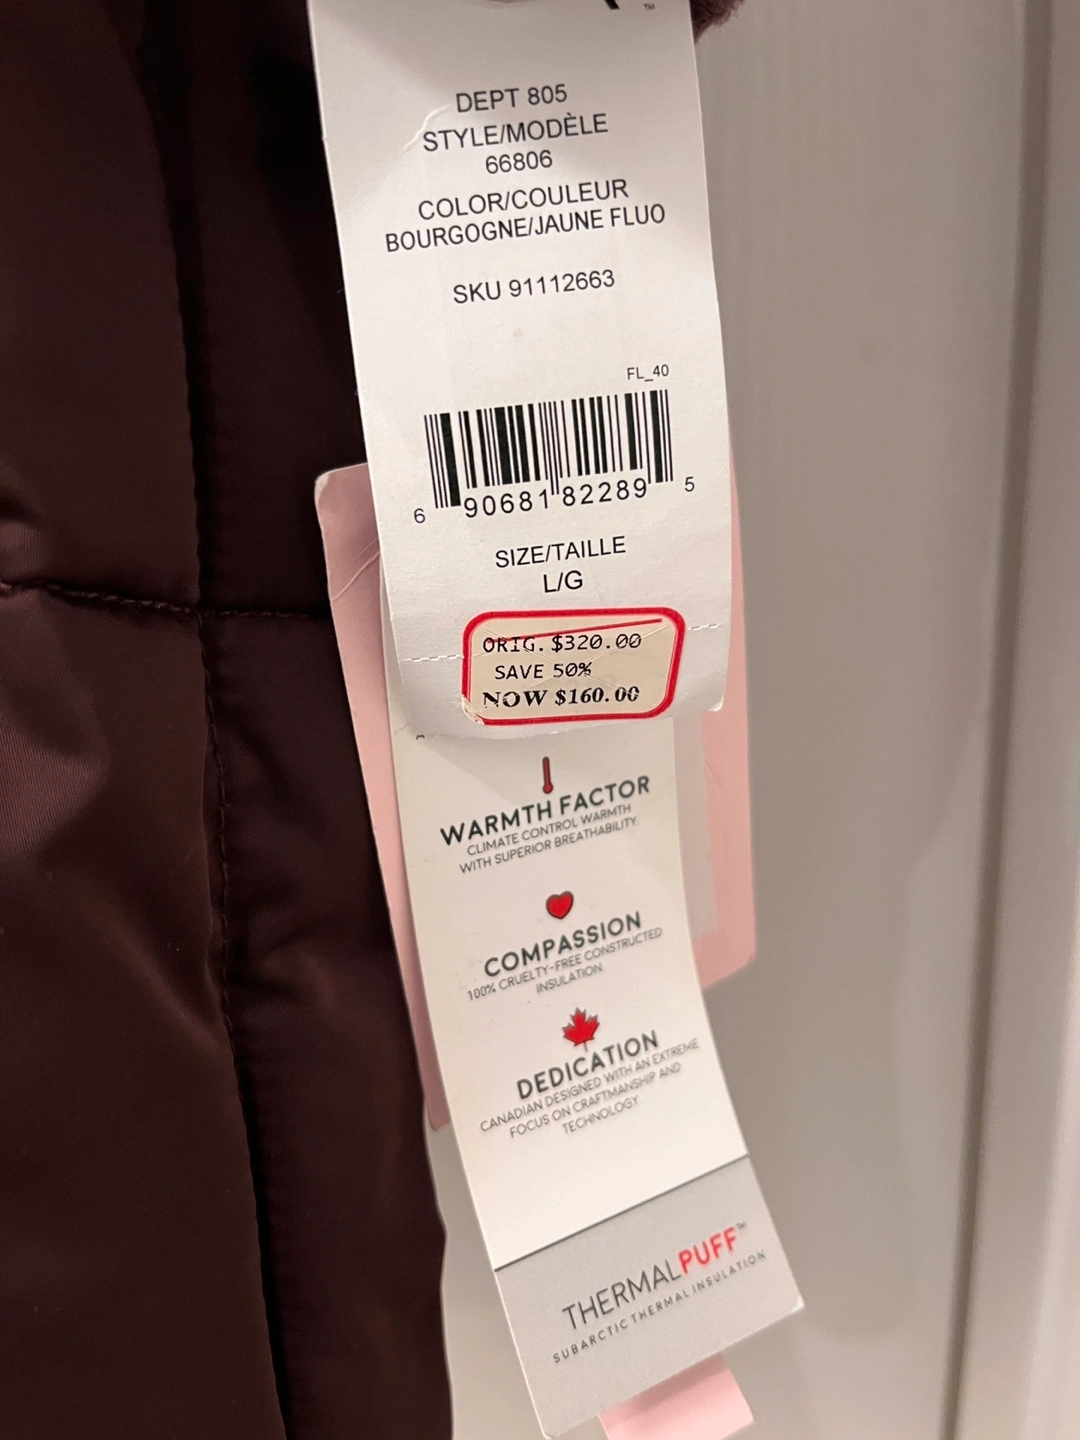 TM
DEPT 805
STYLE/MODÈLE
66806
COLOR/COULEUR
BOURGOGNE/JAUNE FLUO
SKU 91112663
FL_40
6 90681 82289 5
SIZE/TAILLE
L/G
ORIG. $320.00
SAVE 50%
NOW $160.00
WARMTH FACTOR
CLIMATE CONTROL WARMTH
WITH SUPERIOR BREATHABILITY.
COMPASSION
100% CRUELTY-FREE CONSTRUCTED
INSULATION.
DEDICATION
CANADIAN DESIGNED WITH AN EXTREME
FOCUS ON CRAFTMANSHIP AND
TECHNOLOGY.
THERMALPUFF™
SUBARCTIC THERMAL INSULATION